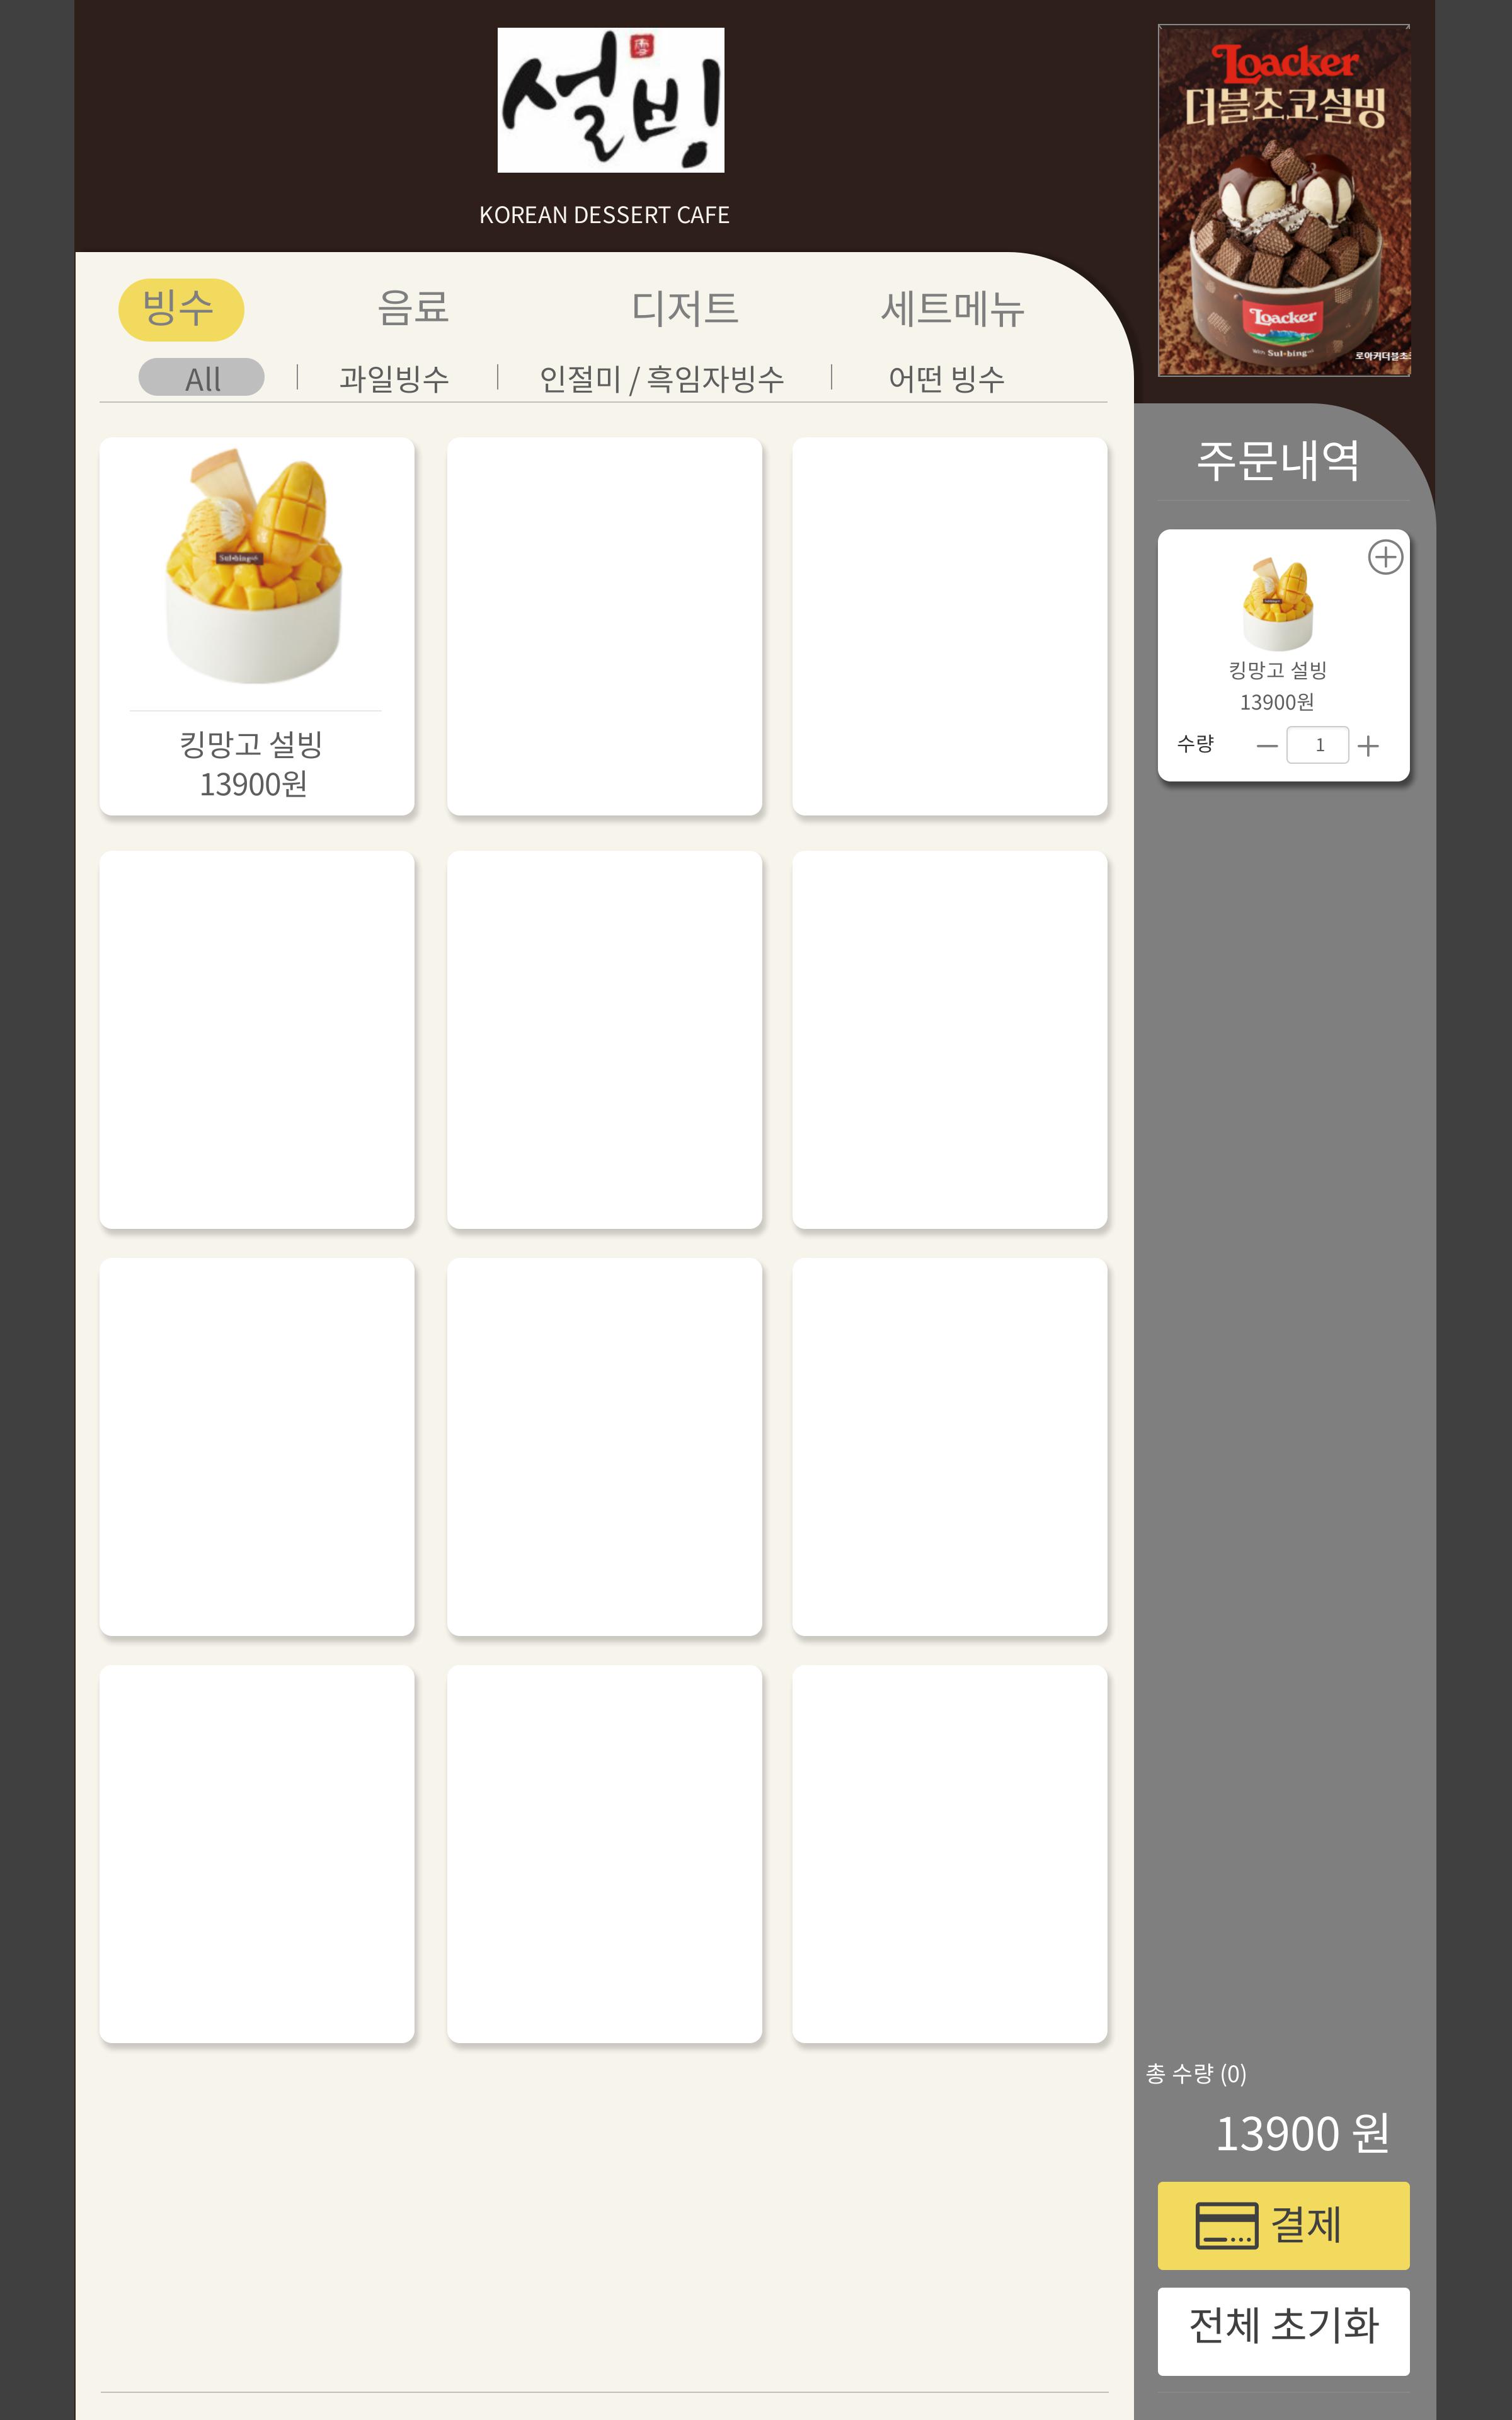 설빙
KOREAN DESSERT CAFE
Loacker
더블초코설빙
Loacker
With Sul-bing
로아커더블초코
빙수 음료 디저트 세트메뉴
All 과일빙수 인절미 / 흑임자빙수 어떤 빙수
Sul-bing
킹망고 설빙
13900원
주문내역
킹망고 설빙
13900원
수량 1
총 수량 (0)
13900 원
결제
전체 초기화